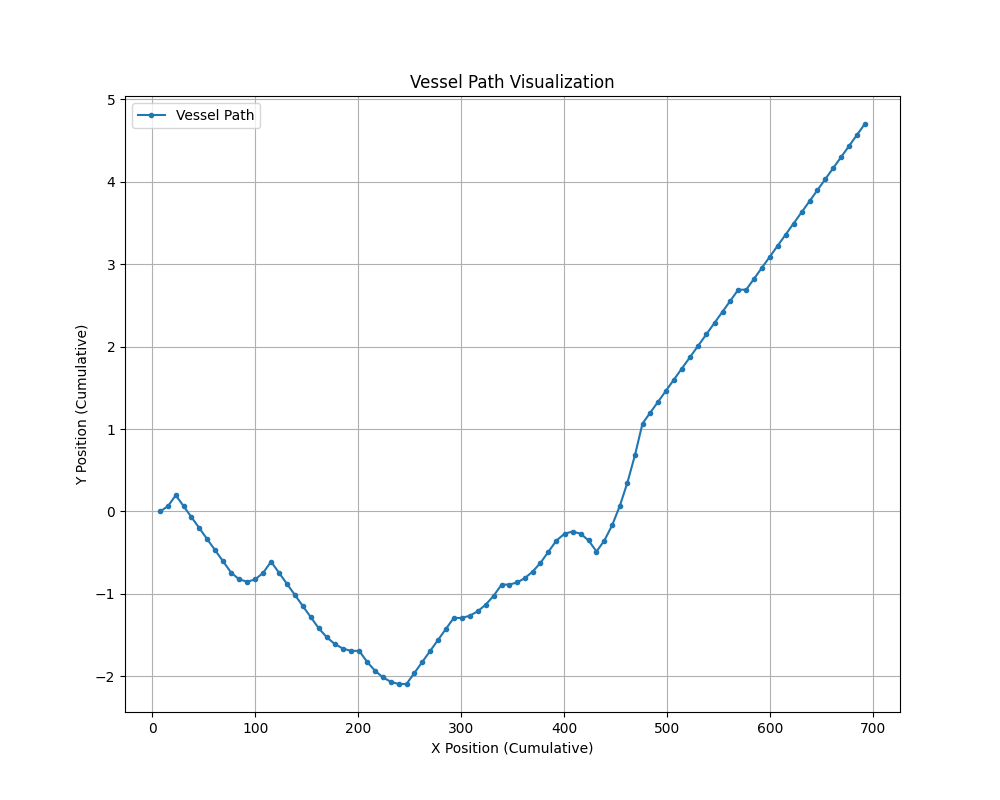 Vessel Path Visualization
Vessel Path
Y Position (Cumulative)
5
4
3
2
1
0
−1
−2
0 100 200 300 400 500 600 700
X Position (Cumulative)